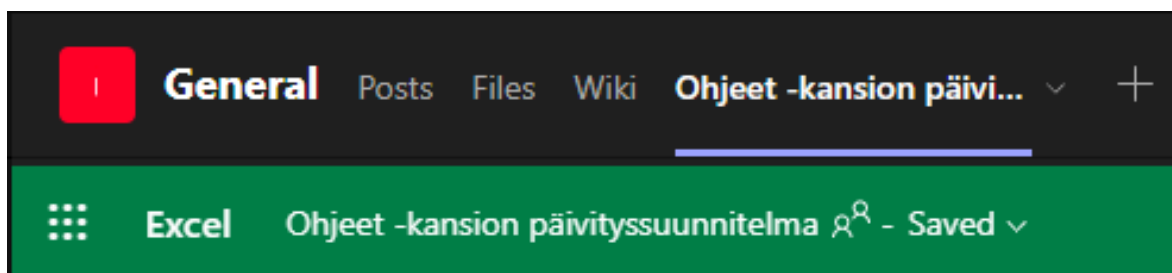 I General Posts Files Wiki Ohjeet -kansion päivi...
Excel Ohjeet -kansion päivityssuunnitelma - Saved